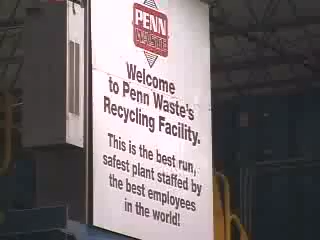 PENN
WASTE
Welcome
to Penn Waste's
Recycling Facility.
This is the best run,
safest plant staffed by
the best employees
in the world!